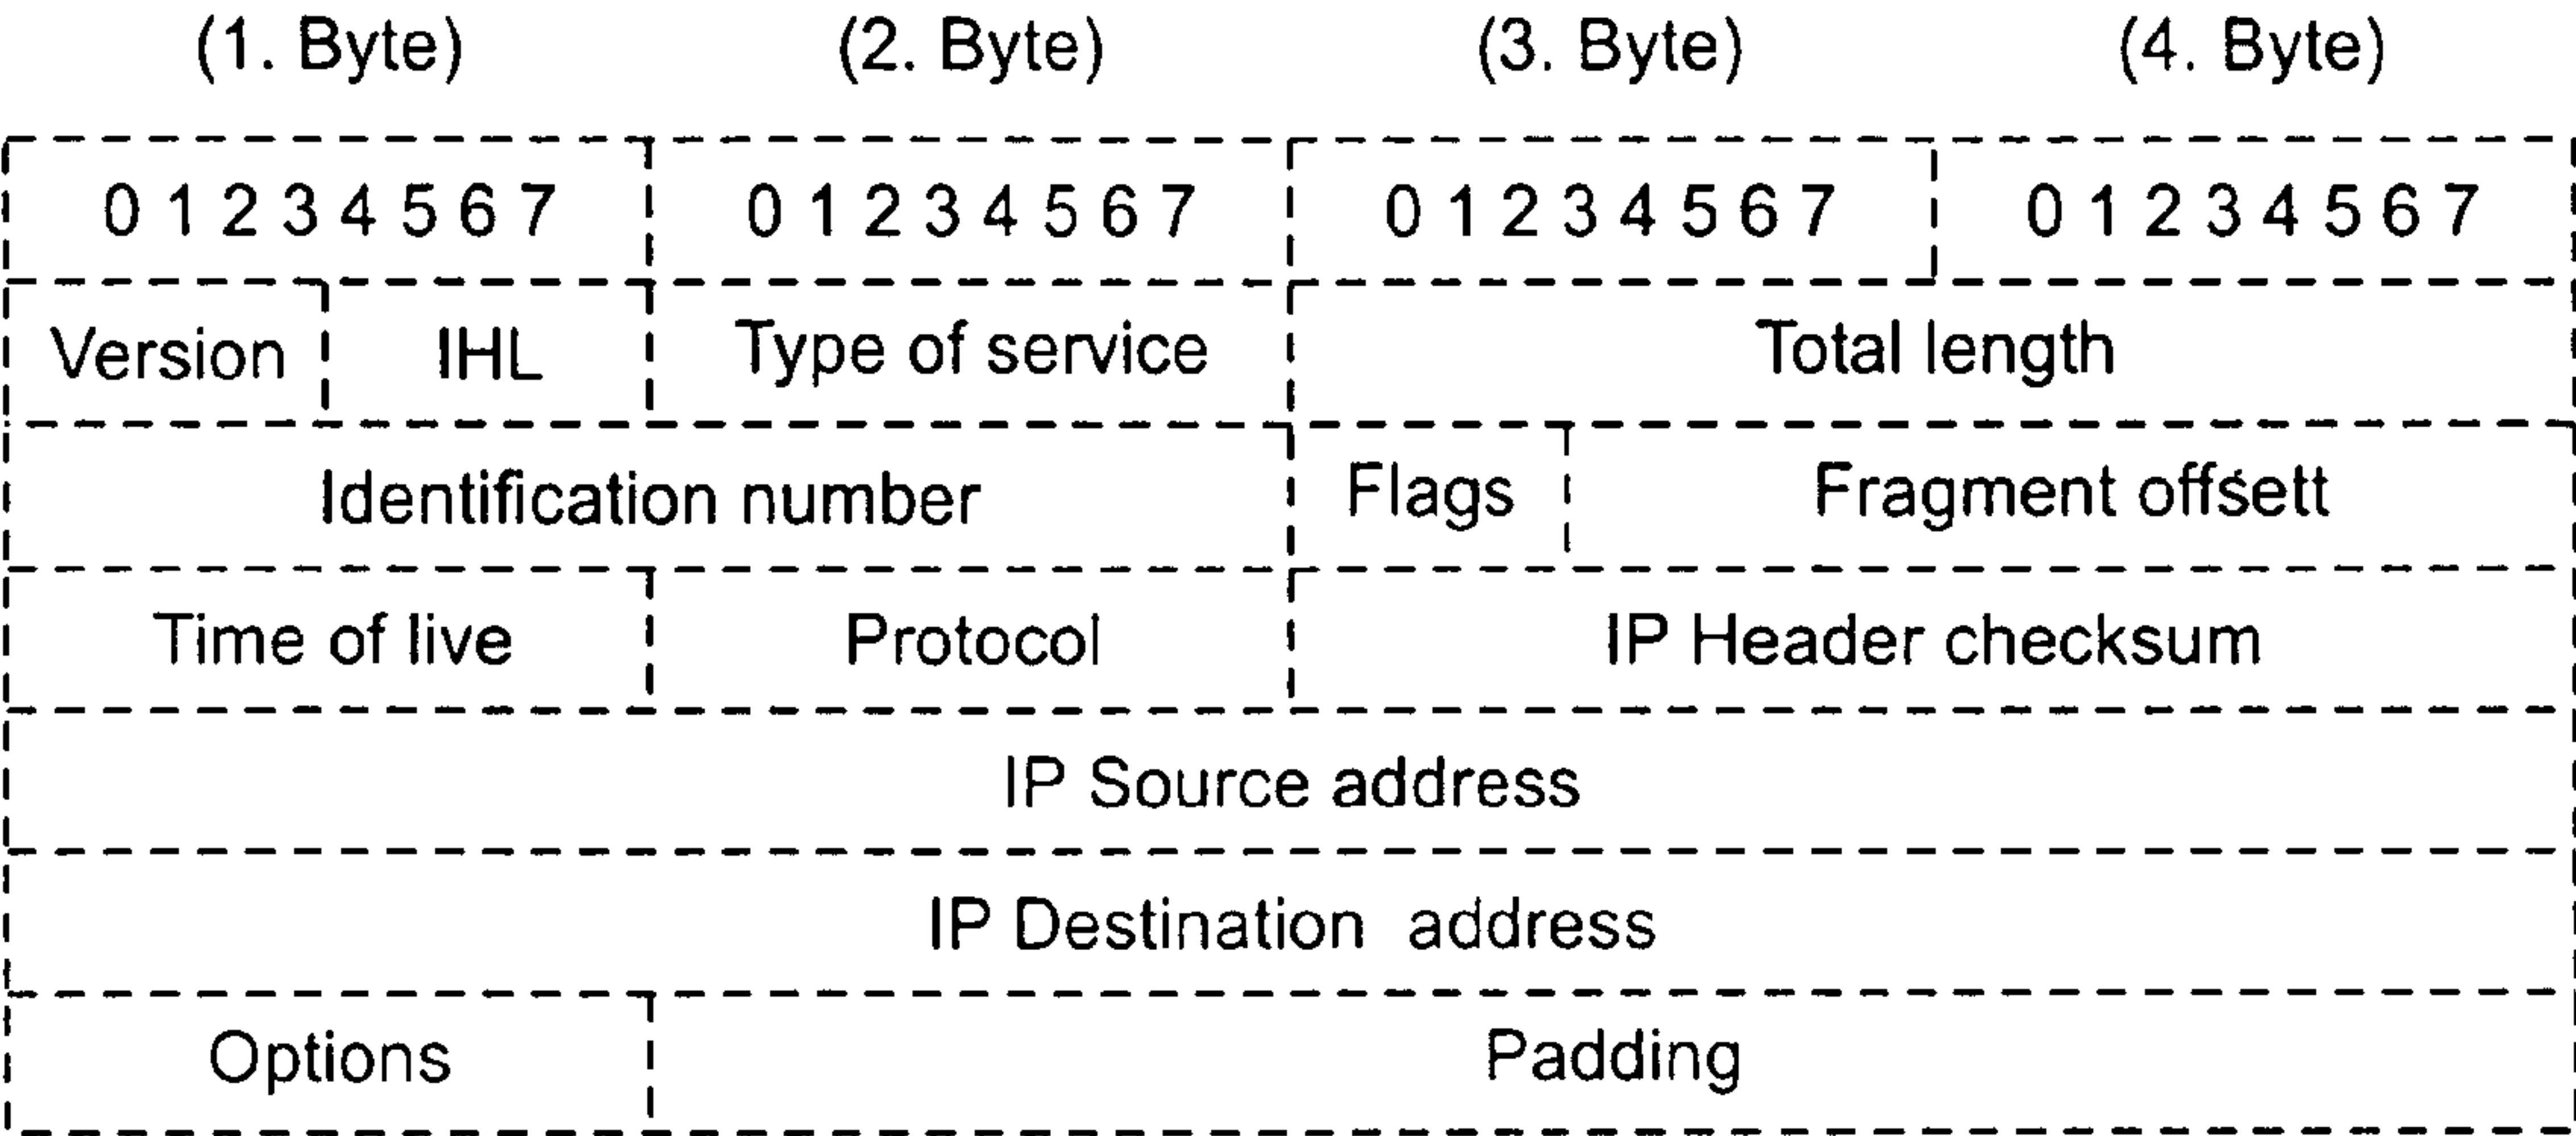 (1. Byte) (2. Byte) (3. Byte) (4. Byte)
0 1 2 3 4 5 6 7 0 1 2 3 4 5 6 7 0 1 2 3 4 5 6 7 0 1 2 3 4 5 6 7
Version IHL Type of service Total length
Identification number Flags Fragment offsett
Time of live Protocol IP Header checksum
IP Source address
IP Destination address
Options Padding